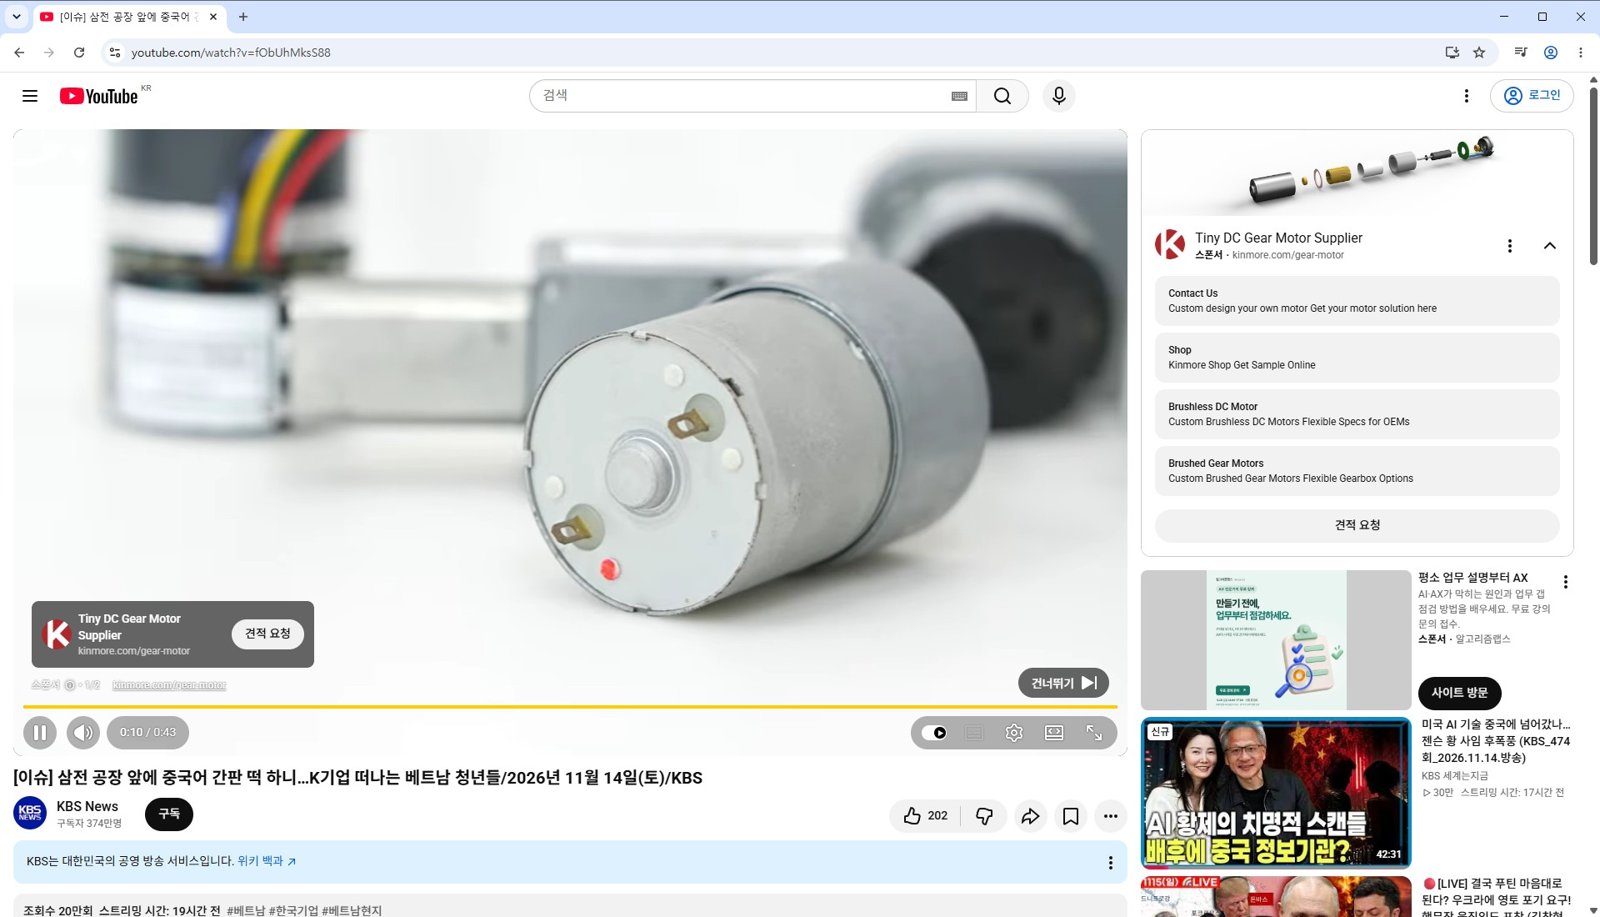 [이슈] 삼전 공장 앞에 중국어 간
youtube.com/watch?v=fObUhMksS88
YouTube KR
검색
로그인
Tiny DC Gear Motor
Supplier
kinmore.com/gear-motor
견적 요청
스폰서 · 1/2 kinmore.com/gear-motor
건너뛰기
0:10 / 0:43
[이슈] 삼전 공장 앞에 중국어 간판 떡 하니…K기업 떠나는 베트남 청년들/2026년 11월 14일(토)/KBS
KBS NEWS
KBS News
구독자 374만명
구독
202
KBS는 대한민국의 공영 방송 서비스입니다. 위키 백과
조회수 20만회 스트리밍 시간: 19시간 전 #베트남 #한국기업 #베트남현지
Tiny DC Gear Motor Supplier
스폰서 · kinmore.com/gear-motor
Contact Us
Custom design your own motor Get your motor solution here
Shop
Kinmore Shop Get Sample Online
Brushless DC Motor
Custom Brushless DC Motors Flexible Specs for OEMs
Brushed Gear Motors
Custom Brushed Gear Motors Flexible Gearbox Options
견적 요청
만들기 전에,
업무부터 점검하세요.
평소 업무 설명부터 AX
AI·AX가 막히는 원인과 업무 갭
점검 방법을 배우세요. 무료 강의
문의 접수.
스폰서 · 알고리즘랩스
사이트 방문
신규
AI 황제의 치명적 스캔들
배후에 중국 정보기관?
42:31
미국 AI 기술 중국에 넘어갔나…
젠슨 황 사임 후폭풍 (KBS_474
회_2026.11.14.방송)
KBS 세계는지금
30만 스트리밍 시간: 17시간 전
1115(일) LIVE
돈바스
[LIVE] 결국 푸틴 마음대로
된다? 우크라에 영토 포기 요구!